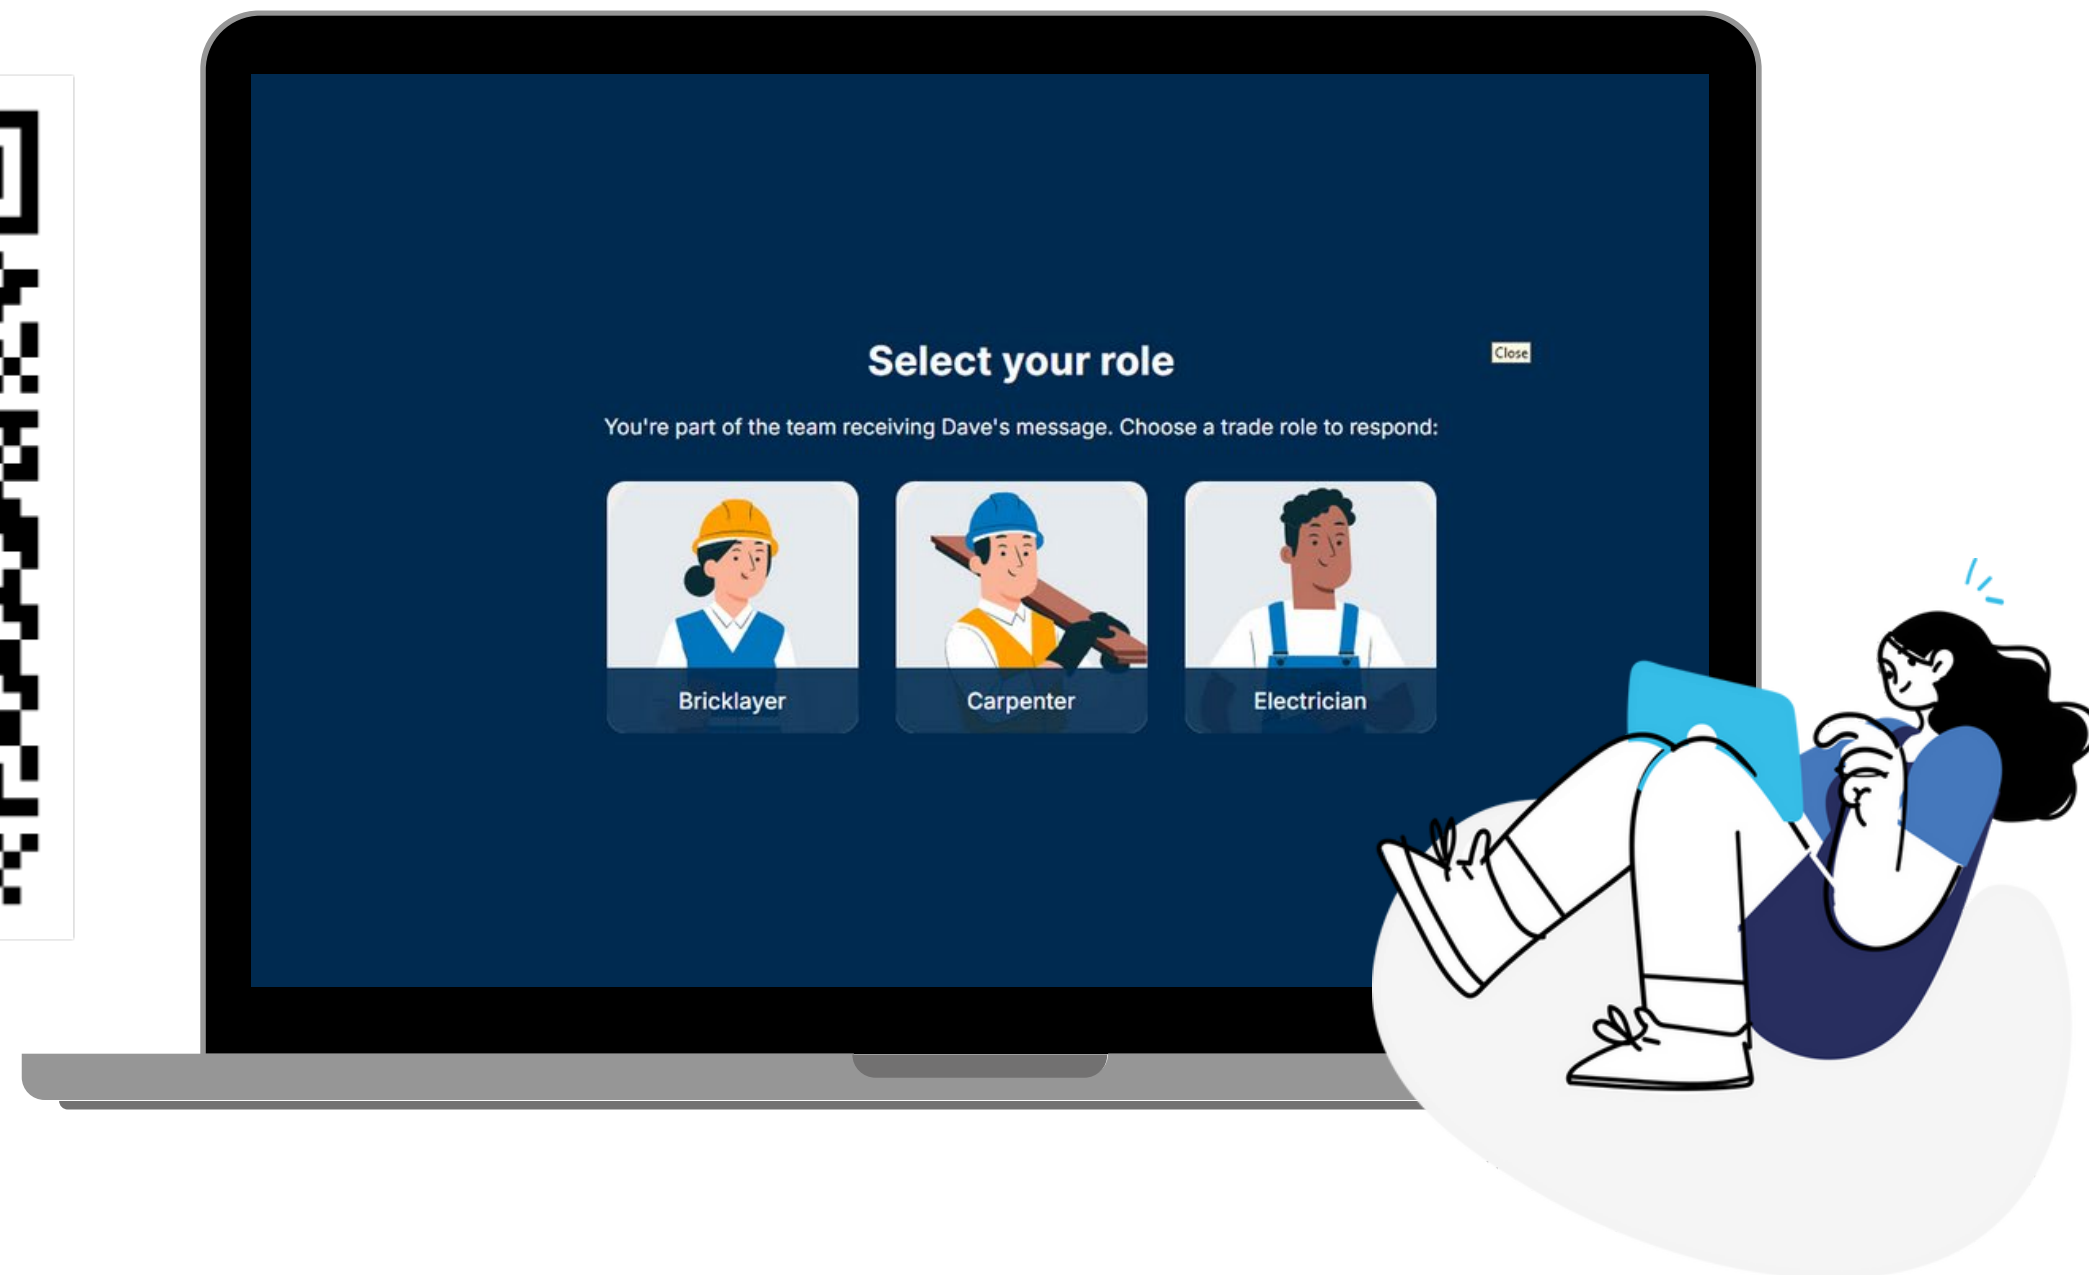 Select your role
Close
You're part of the team receiving Dave's message. Choose a trade role to respond:
Bricklayer
Carpenter
Electrician